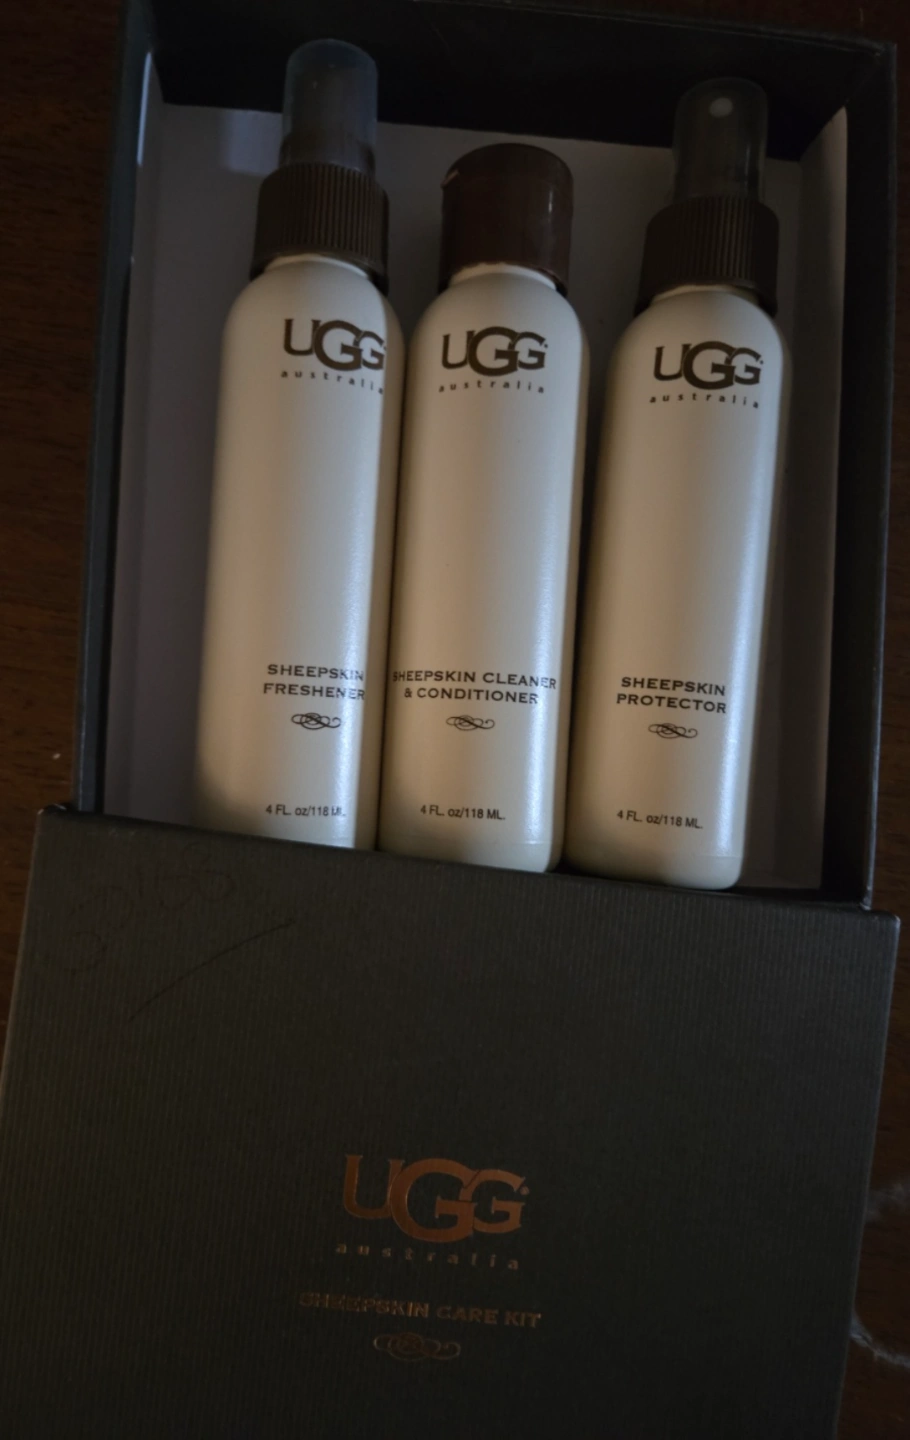 UGG
australia
SHEEPSKIN
FRESHENER
4 FL. oz/118 ML.
UGG
australia
SHEEPSKIN CLEANER
& CONDITIONER
4 FL. oz/118 ML.
UGG
australia
SHEEPSKIN
PROTECTOR
4 FL. oz/118 ML.
UGG
australia
SHEEPSKIN CARE KIT